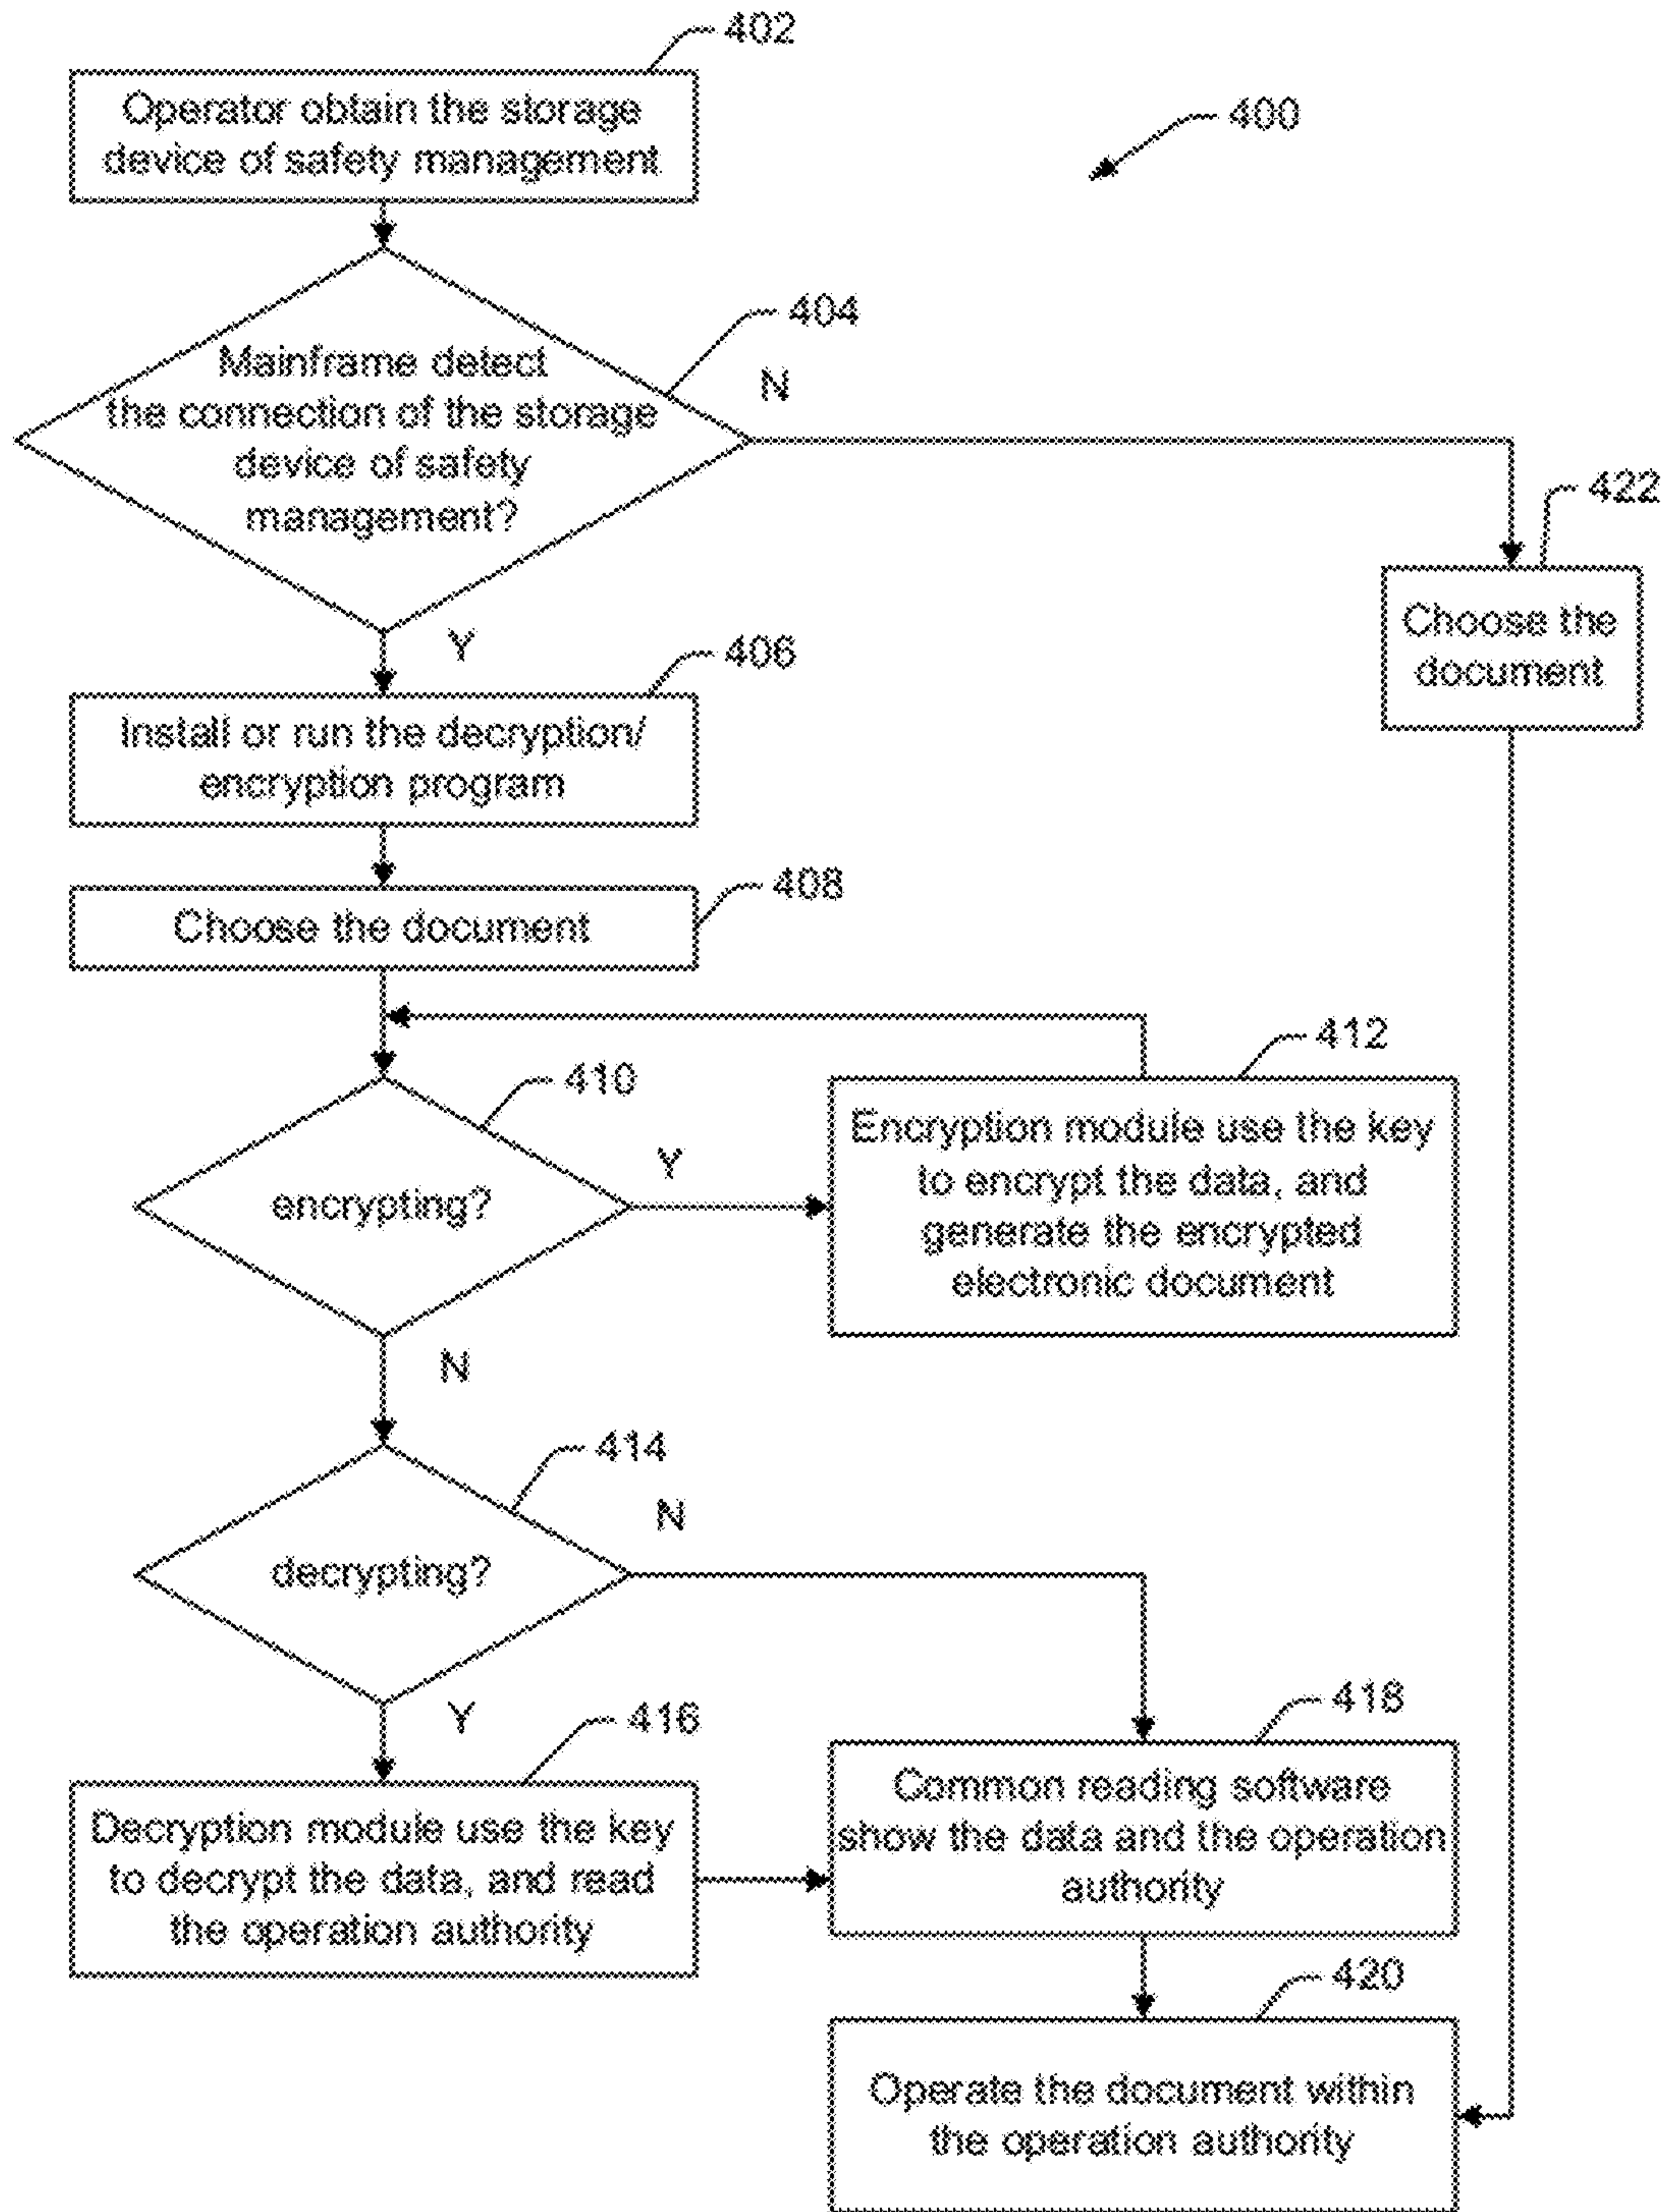 402
Operator obtain the storage
device of safety management
400
404
Mainframe detect
the connection of the storage
device of safety
management?
N
422
Choose the
document
Y
406
Install or run the decryption/
encryption program
408
Choose the document
412
410
Encryption module use the key
to encrypt the data, and
generate the encrypted
electronic document
Y
encrypting?
N
414
N
decrypting?
Y
416
418
Common reading software
show the data and the operation
authority
Decryption module use the key
to decrypt the data, and read
the operation authority
420
Operate the document within
the operation authority